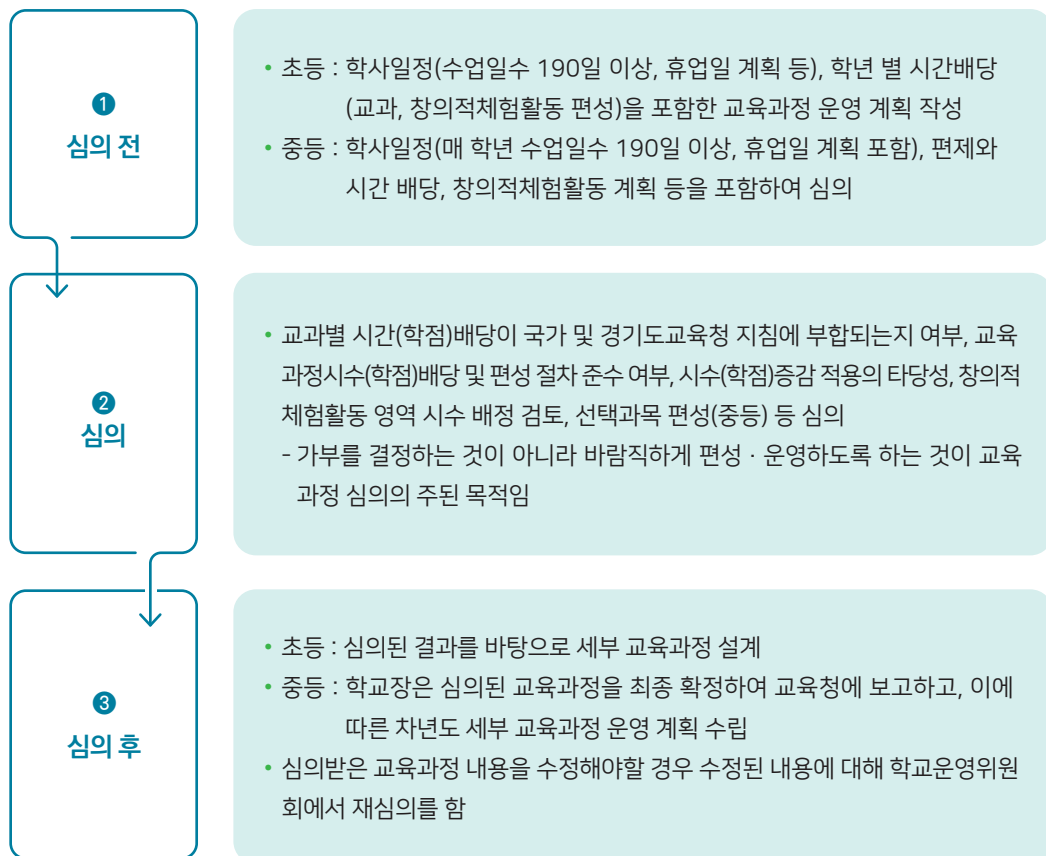 ❶
심의 전
• 초등 : 학사일정(수업일수 190일 이상, 휴업일 계획 등), 학년 별 시간배당
(교과, 창의적체험활동 편성)을 포함한 교육과정 운영 계획 작성
• 중등 : 학사일정(매 학년 수업일수 190일 이상, 휴업일 계획 포함), 편제와
시간 배당, 창의적체험활동 계획 등을 포함하여 심의
❷
심의
• 교과별 시간(학점)배당이 국가 및 경기도교육청 지침에 부합되는지 여부, 교육
과정시수(학점)배당 및 편성 절차 준수 여부, 시수(학점)증감 적용의 타당성, 창의적
체험활동 영역 시수 배정 검토, 선택과목 편성(중등) 등 심의
- 가부를 결정하는 것이 아니라 바람직하게 편성 · 운영하도록 하는 것이 교육
과정 심의의 주된 목적임
❸
심의 후
• 초등 : 심의된 결과를 바탕으로 세부 교육과정 설계
• 중등 : 학교장은 심의된 교육과정을 최종 확정하여 교육청에 보고하고, 이에
따른 차년도 세부 교육과정 운영 계획 수립
• 심의받은 교육과정 내용을 수정해야할 경우 수정된 내용에 대해 학교운영위원
회에서 재심의를 함